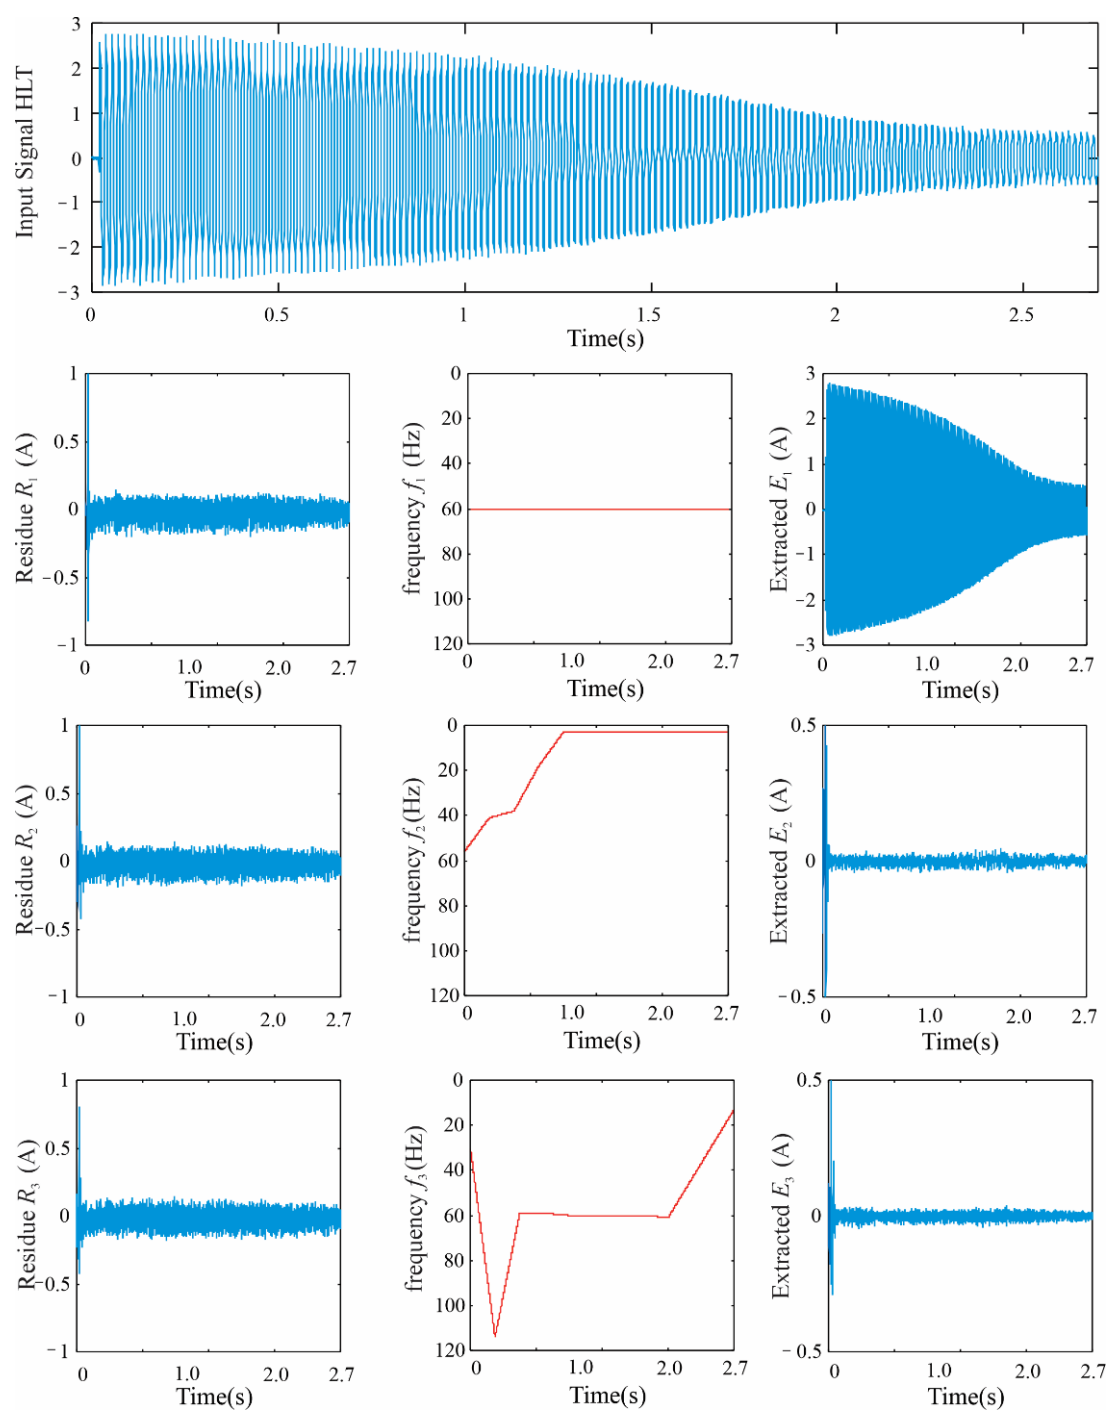 Input Signal HLT
3
2
1
0
−1
−2
−3
0 0.5 1 1.5 2 2.5
Time(s)
Residue R1 (A)
1
0.5
0
−0.5
−1
0 1.0 2.0 2.7
Time(s)
frequency f1 (Hz)
0
20
40
60
80
100
120
0 1.0 2.0 2.7
Time(s)
Extracted E1 (A)
3
2
1
0
−1
−2
−3
0 1.0 2.0 2.7
Time(s)
Residue R2 (A)
1
0.5
0
−0.5
−1
0 1.0 2.0 2.7
Time(s)
frequency f2(Hz)
0
20
40
60
80
100
120
0 1.0 2.0 2.7
Time(s)
Extracted E2 (A)
0.5
0
−0.5
0 1.0 2.0 2.7
Time(s)
Residue R3 (A)
1
0.5
0
−0.5
−1
0 1.0 2.0 2.7
Time(s)
frequency f3(Hz)
0
20
40
60
80
100
120
0 1.0 2.0 2.7
Time(s)
Extracted E3 (A)
0.5
0
−0.5
0 1.0 2.0 2.7
Time(s)